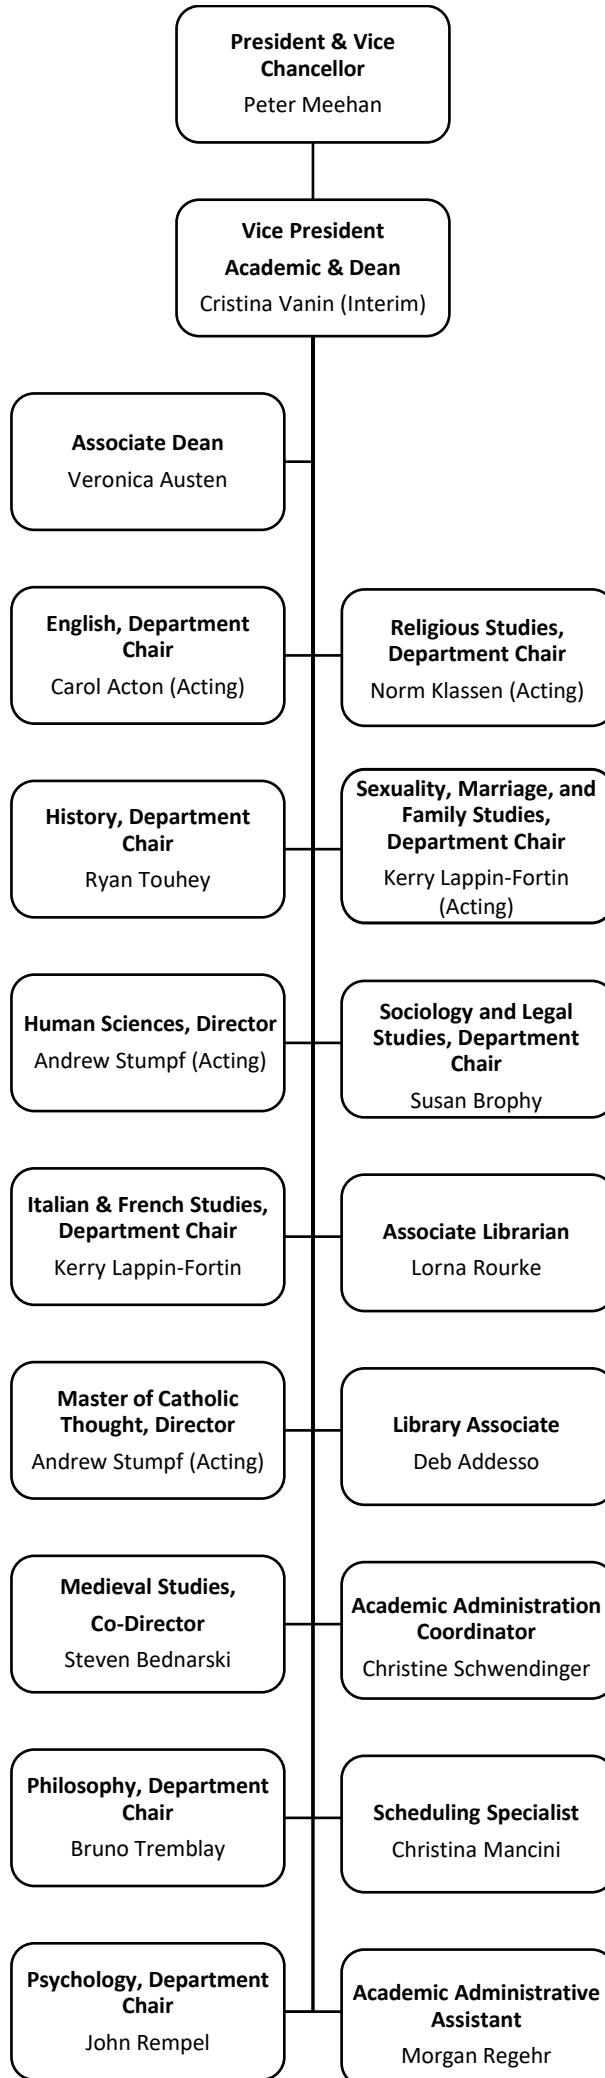 President & Vice
Chancellor
Peter Meehan
Vice President
Academic & Dean
Cristina Vanin (Interim)
Associate Dean
Veronica Austen
English, Department
Chair
Carol Acton (Acting)
Religious Studies,
Department Chair
Norm Klassen (Acting)
History, Department
Chair
Ryan Touhey
Sexuality, Marriage, and
Family Studies,
Department Chair
Kerry Lappin-Fortin
(Acting)
Human Sciences, Director
Andrew Stumpf (Acting)
Sociology and Legal
Studies, Department
Chair
Susan Brophy
Italian & French Studies,
Department Chair
Kerry Lappin-Fortin
Associate Librarian
Lorna Rourke
Master of Catholic
Thought, Director
Andrew Stumpf (Acting)
Library Associate
Deb Addesso
Medieval Studies,
Co-Director
Steven Bednarski
Academic Administration
Coordinator
Christine Schwendinger
Philosophy, Department
Chair
Bruno Tremblay
Scheduling Specialist
Christina Mancini
Psychology, Department
Chair
John Rempel
Academic Administrative
Assistant
Morgan Regehr